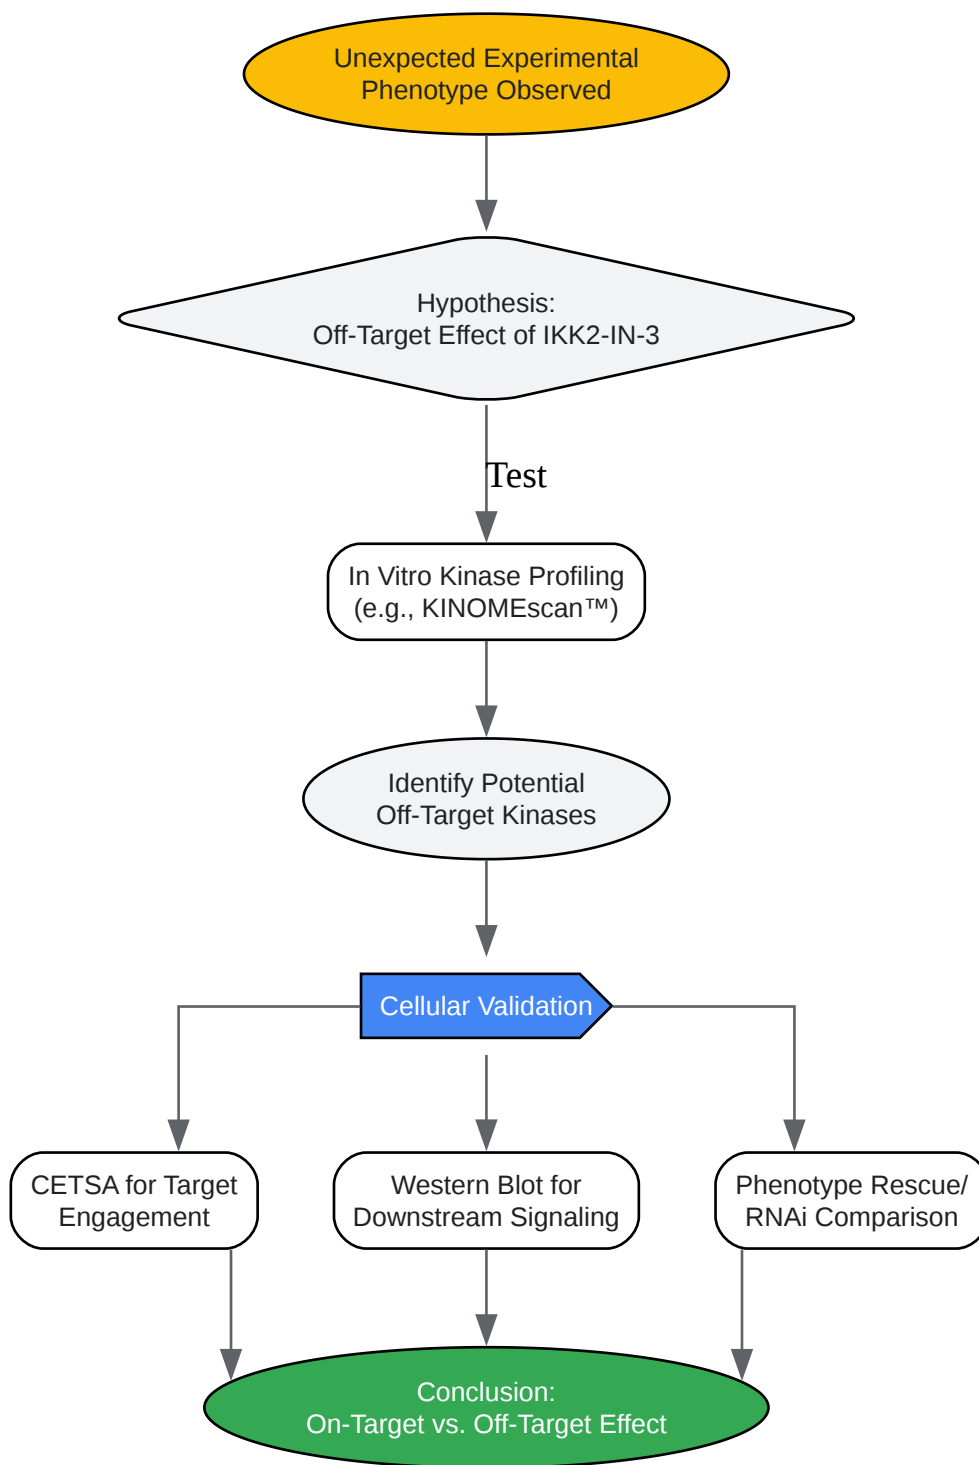 Unexpected Experimental
Phenotype Observed
Hypothesis:
Off-Target Effect of IKK2-IN-3
Test
In Vitro Kinase Profiling
(e.g., KINOMEscan™)
Identify Potential
Off-Target Kinases
Cellular Validation
CETSA for Target
Engagement
Western Blot for
Downstream Signaling
Phenotype Rescue/
RNAi Comparison
Conclusion:
On-Target vs. Off-Target Effect